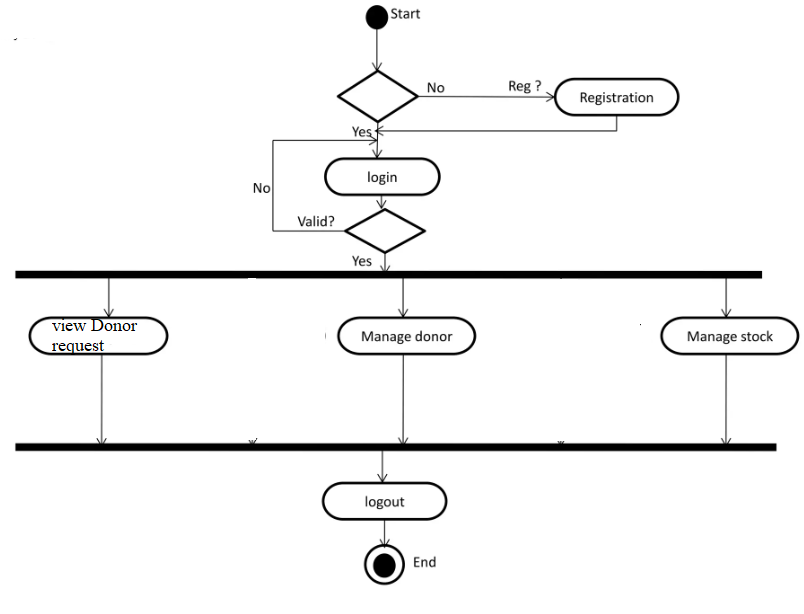 Start
No
Reg ?
Registration
Yes
login
No
Valid?
Yes
view Donor
request
Manage donor
Manage stock
logout
End